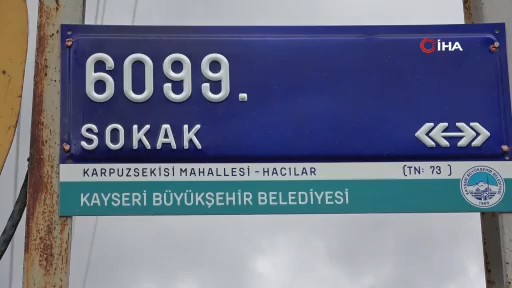 İHA
6099.
SOKAK
KARPUZSEKİSİ MAHALLESİ - HACILAR (TN: 73 )
KAYSERİ BÜYÜKŞEHİR BELEDİYESİ